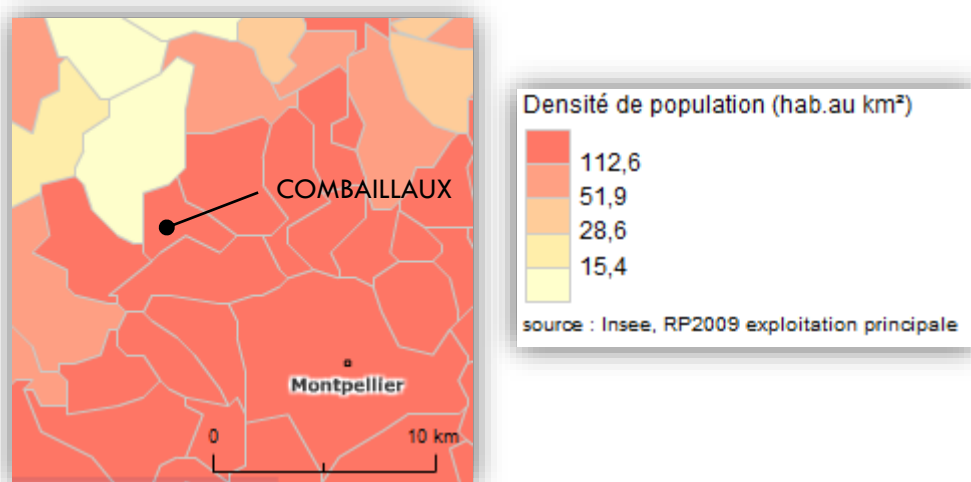 COMBAILLAUX
Montpellier
0 10 km
Densité de population (hab.au km²)
112,6
51,9
28,6
15,4
source : Insee, RP2009 exploitation principale